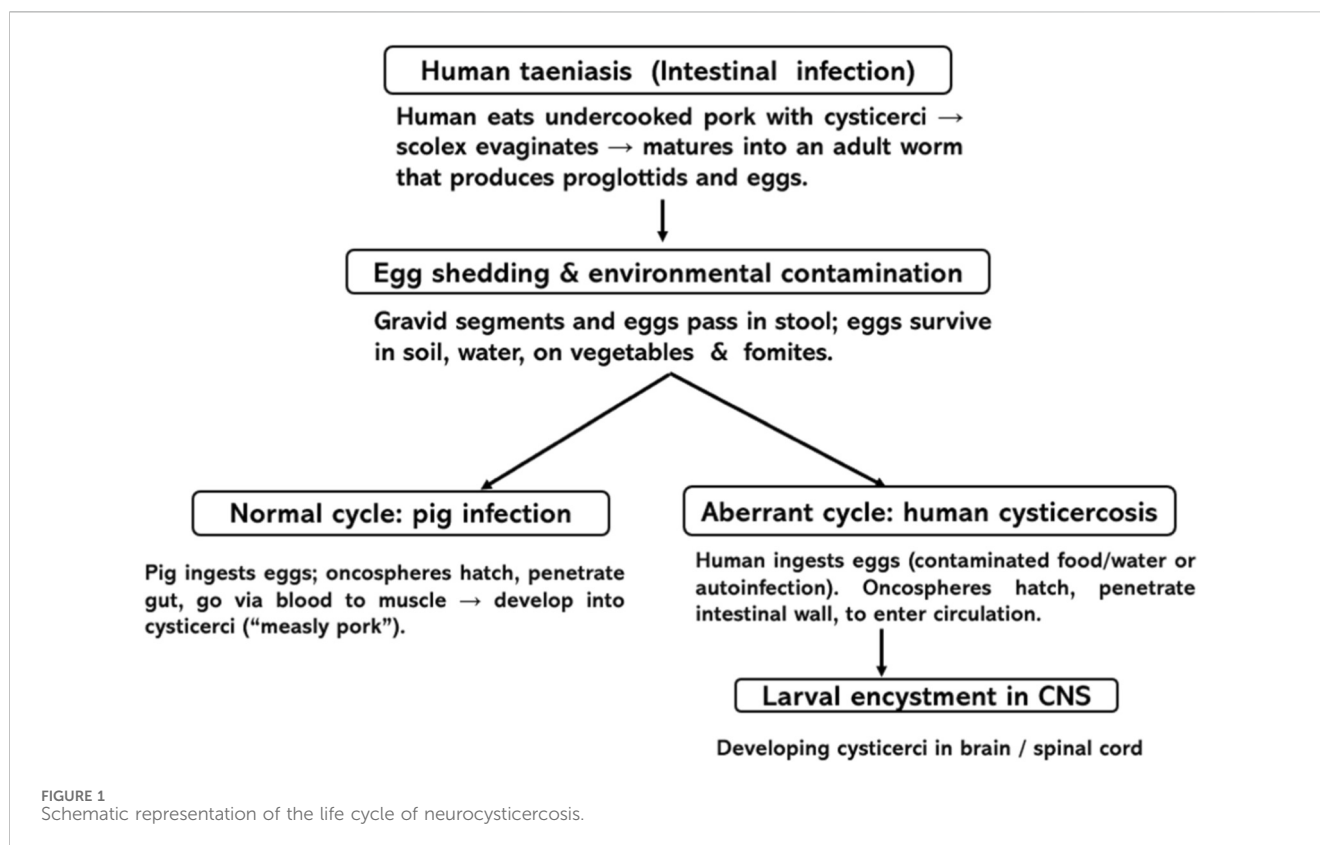 Human taeniasis (Intestinal infection)
Human eats undercooked pork with cysticerci →
scolex evaginates → matures into an adult worm
that produces proglottids and eggs.
Egg shedding & environmental contamination
Gravid segments and eggs pass in stool; eggs survive
in soil, water, on vegetables & fomites.
Normal cycle: pig infection
Pig ingests eggs; oncospheres hatch, penetrate
gut, go via blood to muscle → develop into
cysticerci (“measly pork”).
Aberrant cycle: human cysticercosis
Human ingests eggs (contaminated food/water or
autoinfection). Oncospheres hatch, penetrate
intestinal wall, to enter circulation.
Larval encystment in CNS
Developing cysticerci in brain / spinal cord
FIGURE 1
Schematic representation of the life cycle of neurocysticercosis.